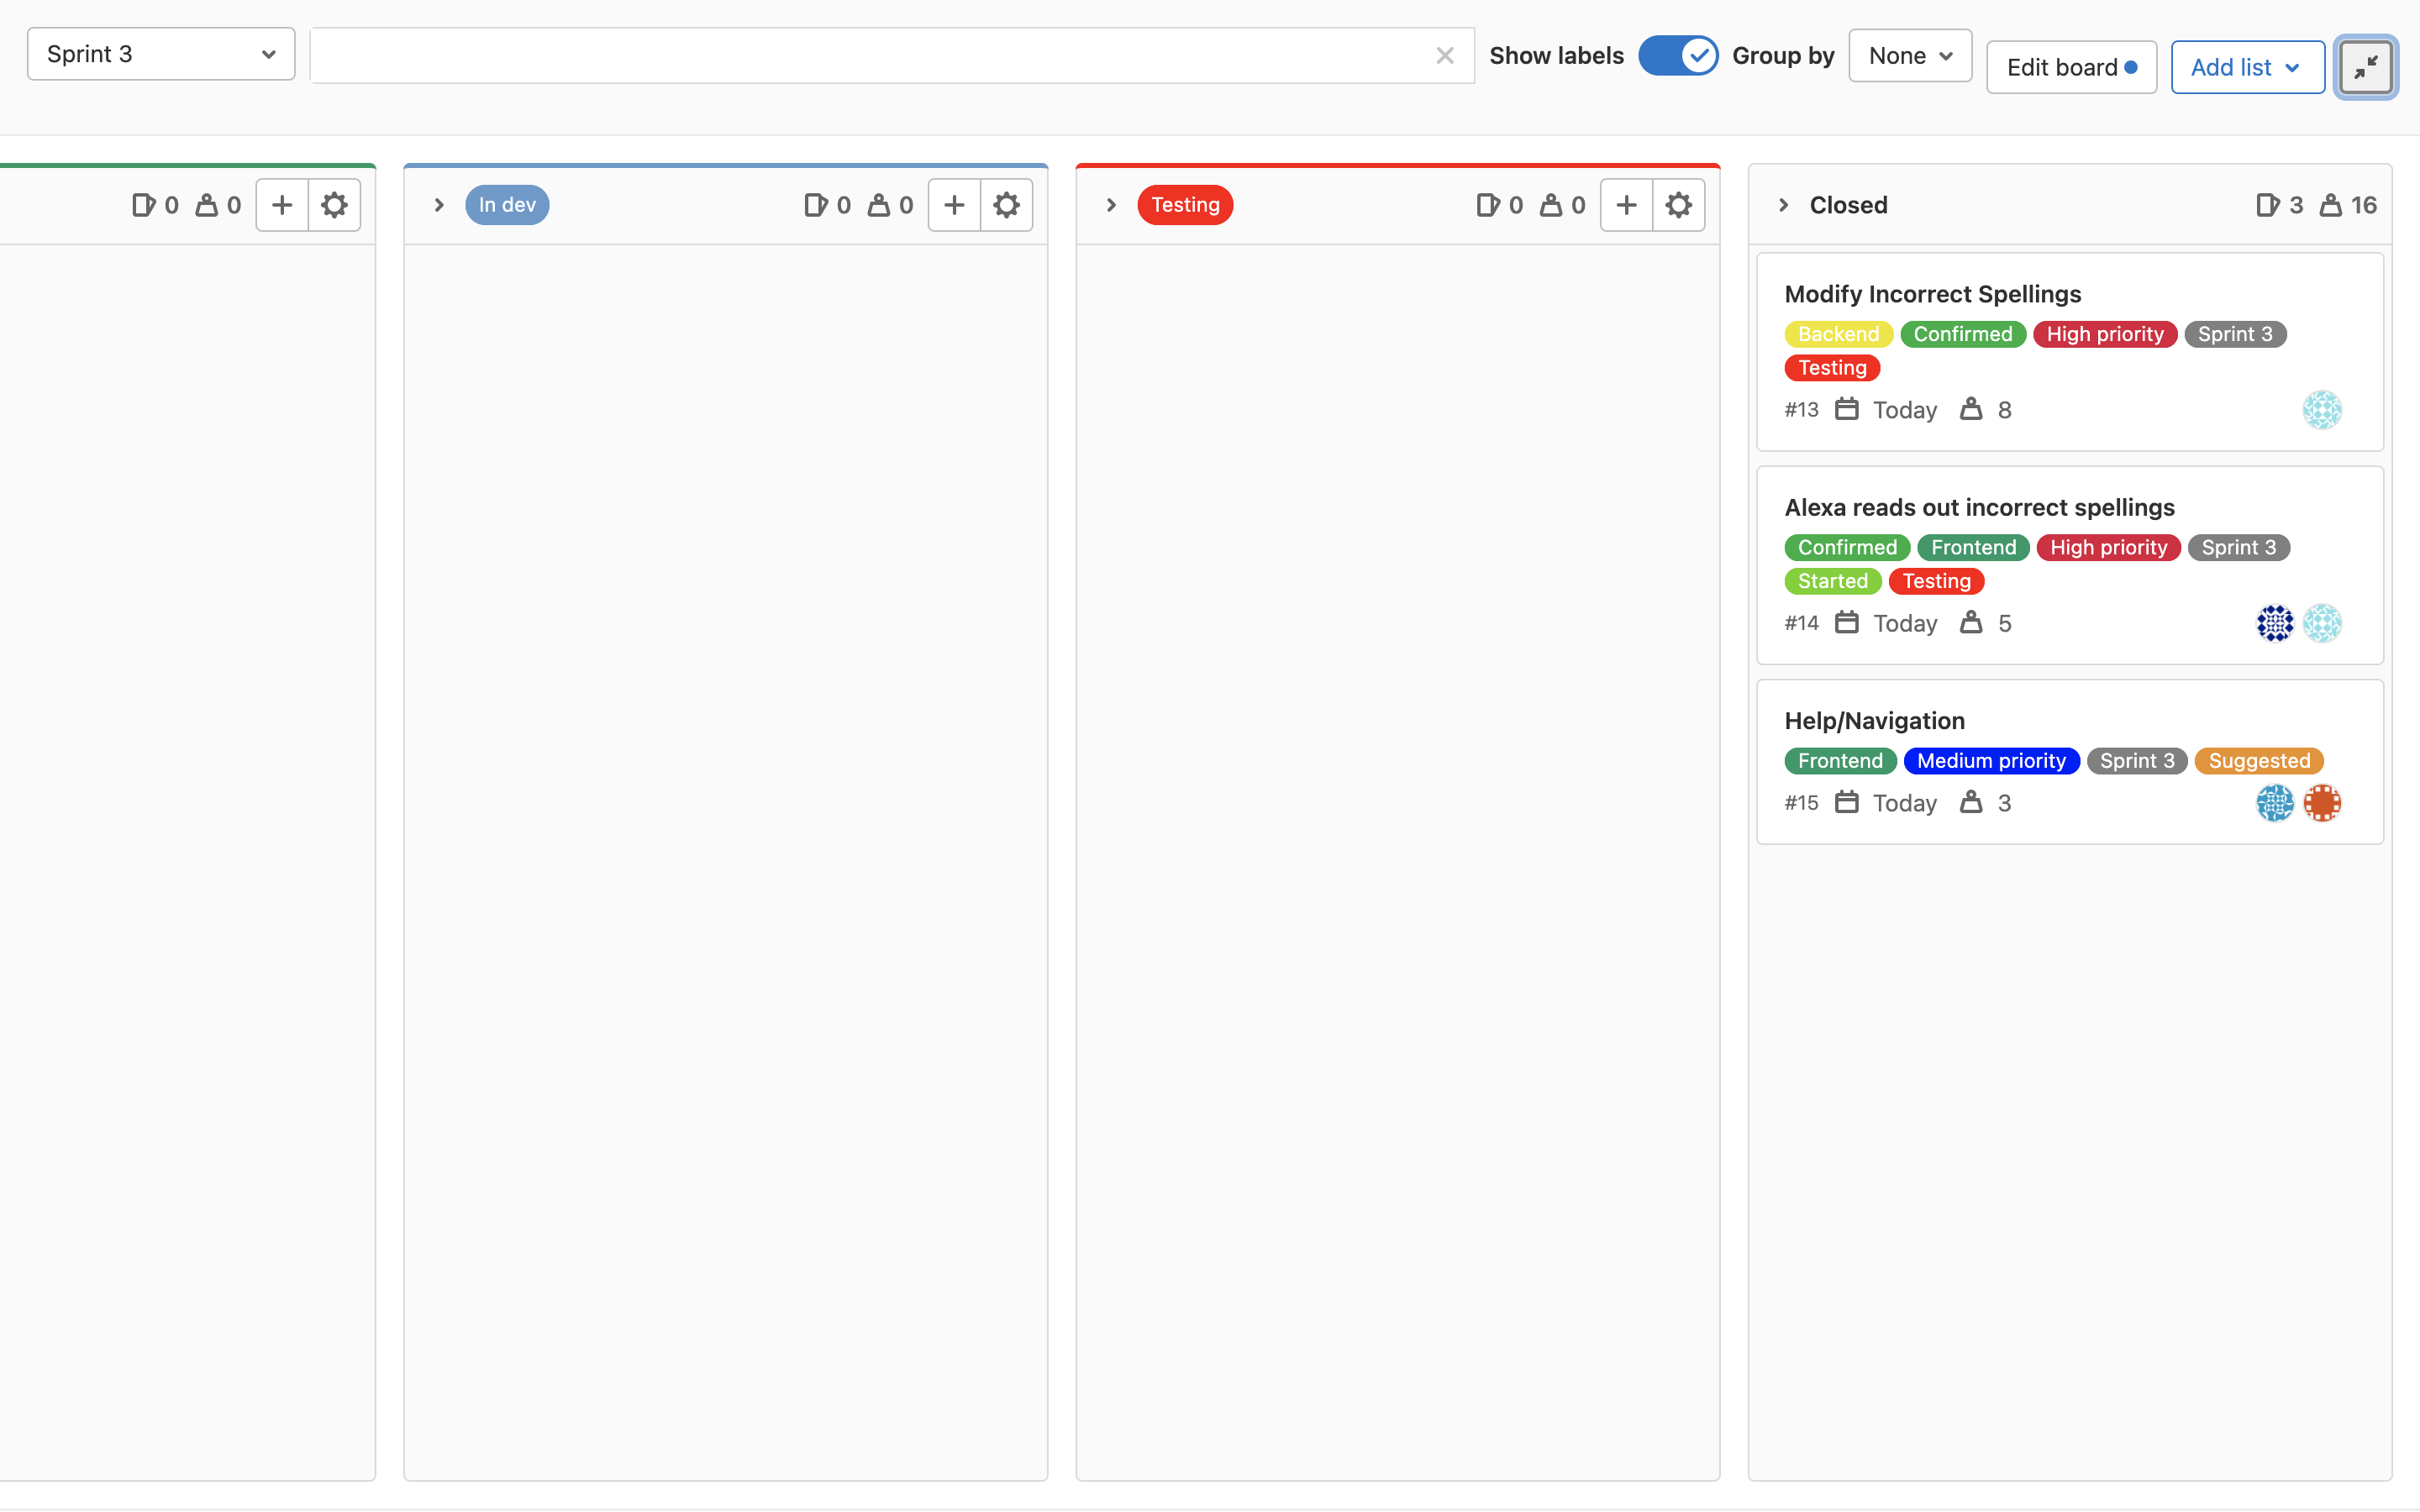 Sprint 3
Show labels
Group by
None
Edit board
Add list
0 0
In dev 0 0
Testing 0 0
Closed 3 16
Modify Incorrect Spellings
Backend Confirmed High priority Sprint 3
Testing
#13 Today 8
Alexa reads out incorrect spellings
Confirmed Frontend High priority Sprint 3
Started Testing
#14 Today 5
Help/Navigation
Frontend Medium priority Sprint 3 Suggested
#15 Today 3